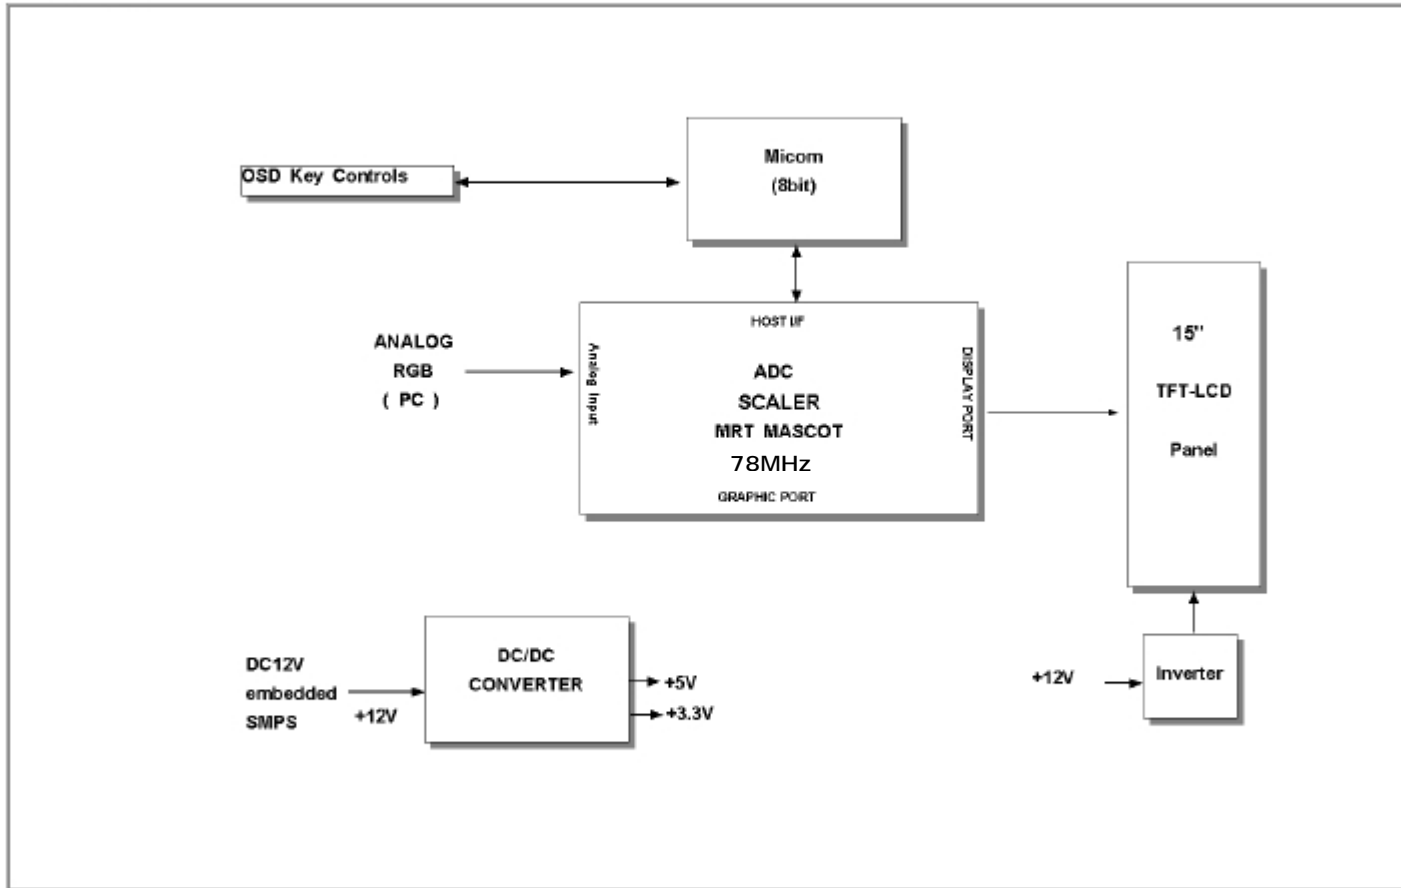 Micom
(8bit)
OSD Key Controls
HOST I/F
ANALOG
RGB
( PC )
Analog Input
ADC
SCALER
MRT MASCOT
78MHz
GRAPHIC PORT
DISPLAY PORT
15"
TFT-LCD
Panel
DC12V
embedded
SMPS
+12V
DC/DC
CONVERTER
+5V
+3.3V
+12V
Inverter